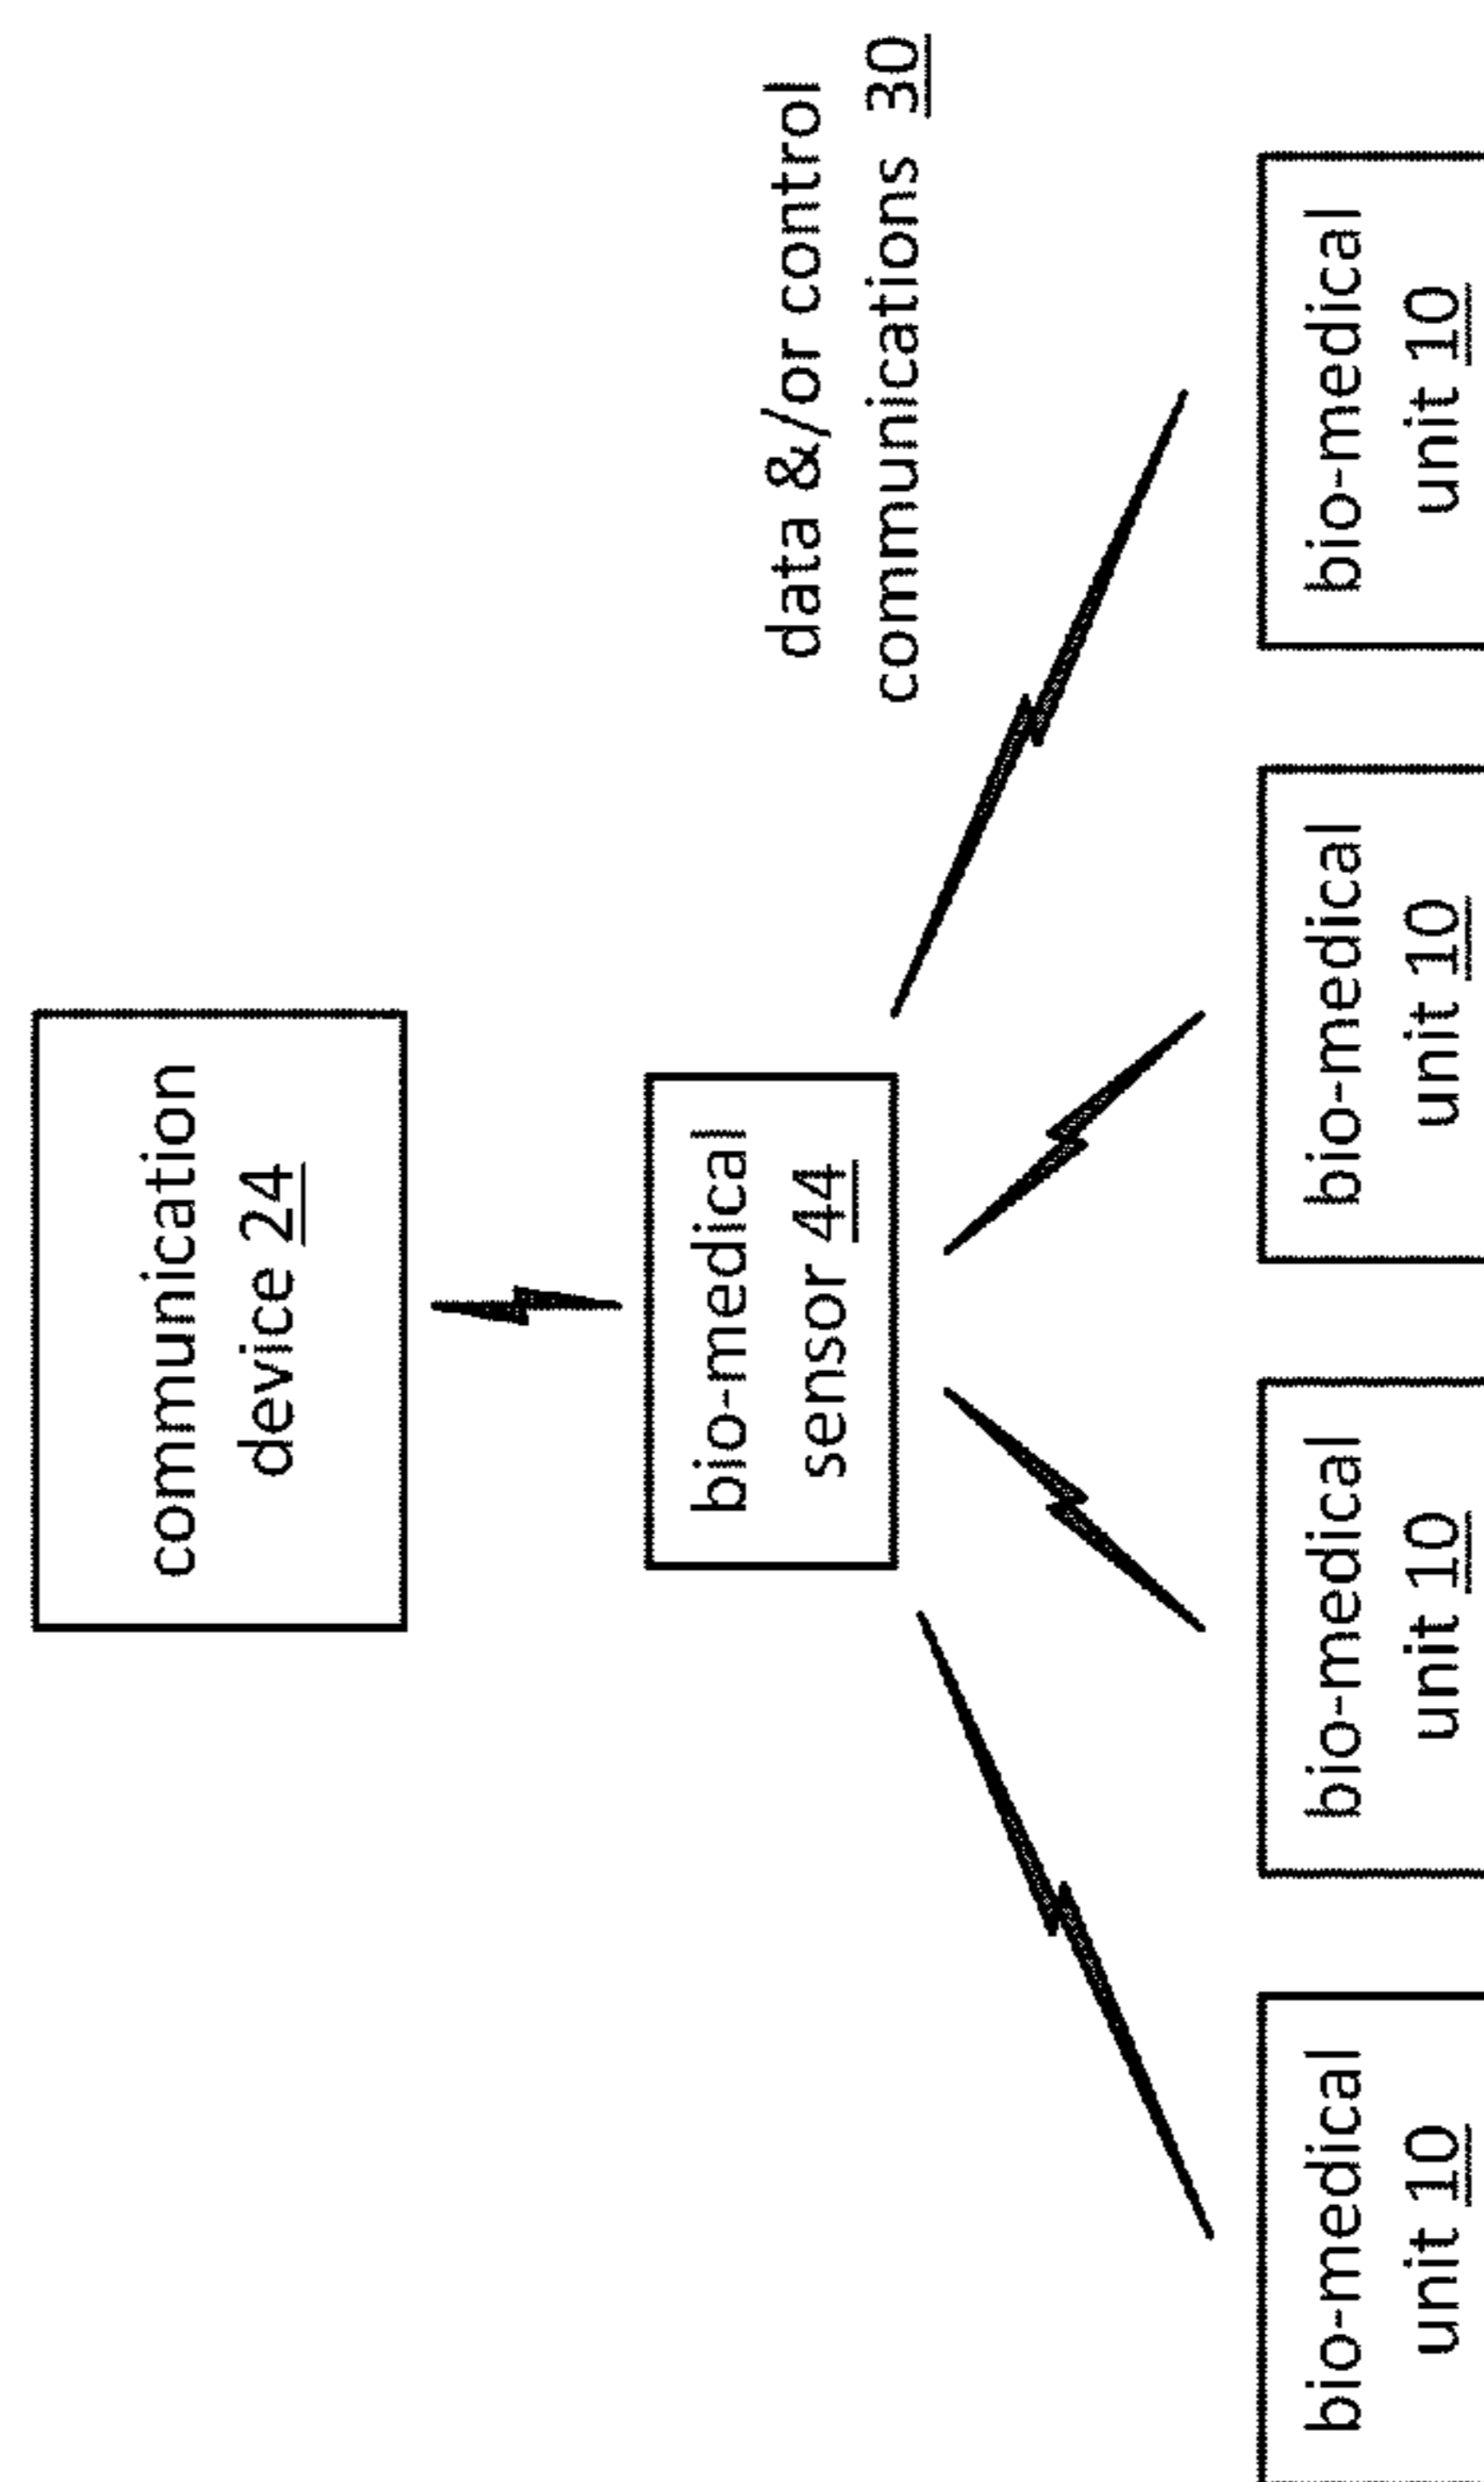 communication
device 24
bio-medical
sensor 44
data &/or control
communications 30
bio-medical
unit 10
bio-medical
unit 10
bio-medical
unit 10
bio-medical
unit 10